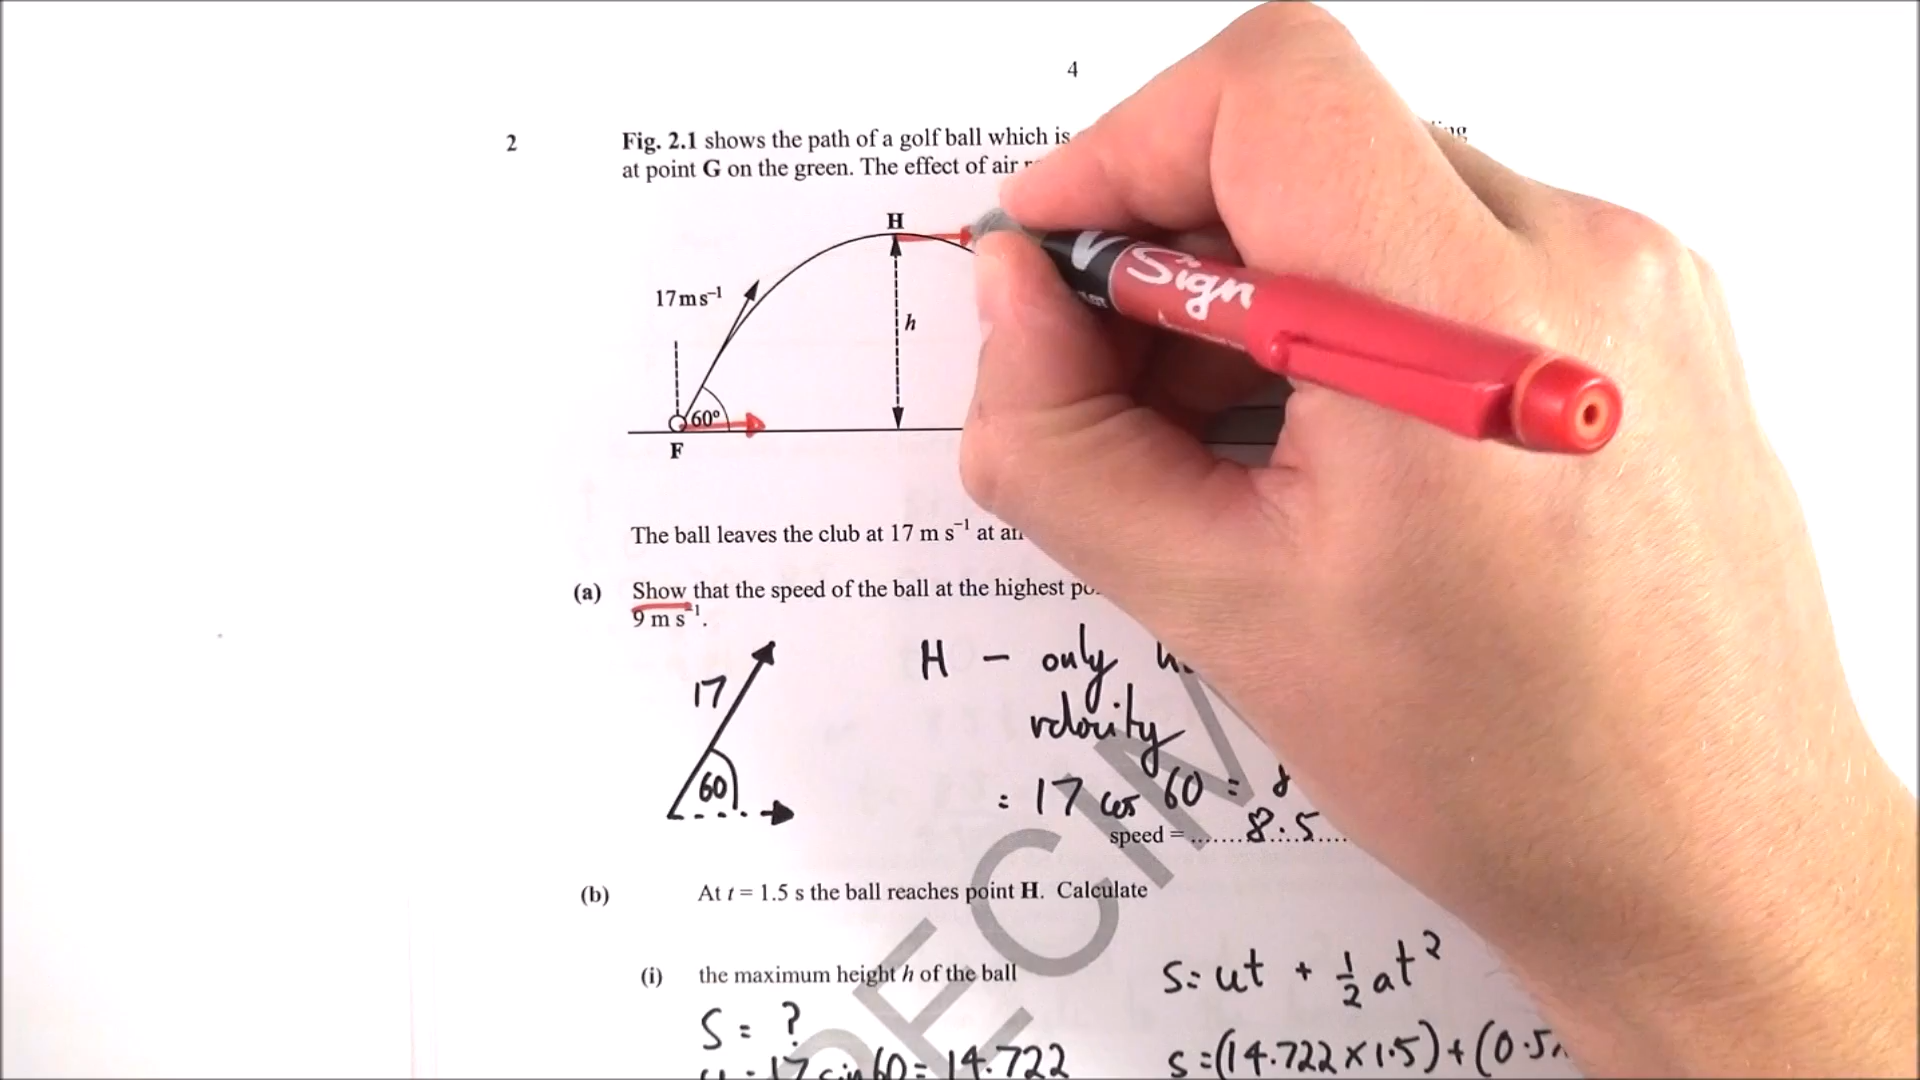 4
2 Fig. 2.1 shows the path of a golf ball which is
at point G on the green. The effect of air
H
17 m s⁻¹
h
60°
F
The ball leaves the club at 17 m s⁻¹ at an
(a) Show that the speed of the ball at the highest
9 m s⁻¹.
H - only
17
velocity
60
= 17 cos 60 =
speed = ......8.5....
(b) At t = 1.5 s the ball reaches point H. Calculate
(i) the maximum height h of the ball
s = ut + ½at²
S = ?
u = 17 sin 60 = 14.722
s = (14.722 x 1.5) + (0.5
Sign
SPECIM